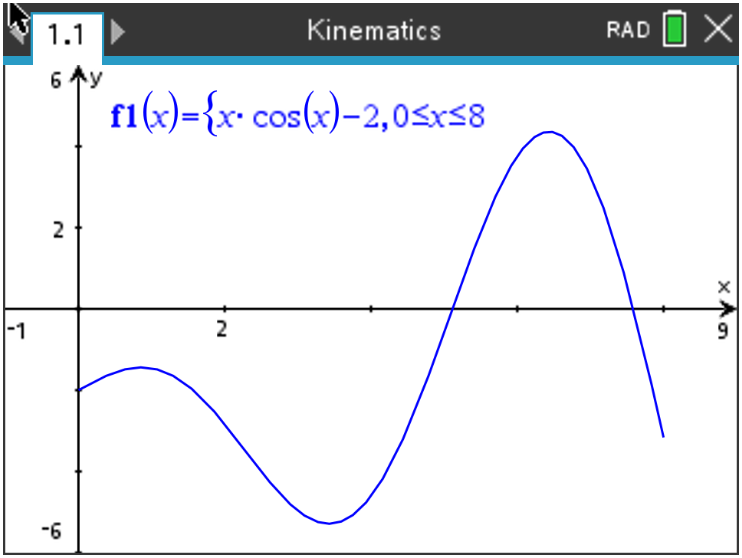 1.1 Kinematics RAD
6 y
f1(x)={x· cos(x)−2,0≤x≤8
2
x
-1 2 9
-6